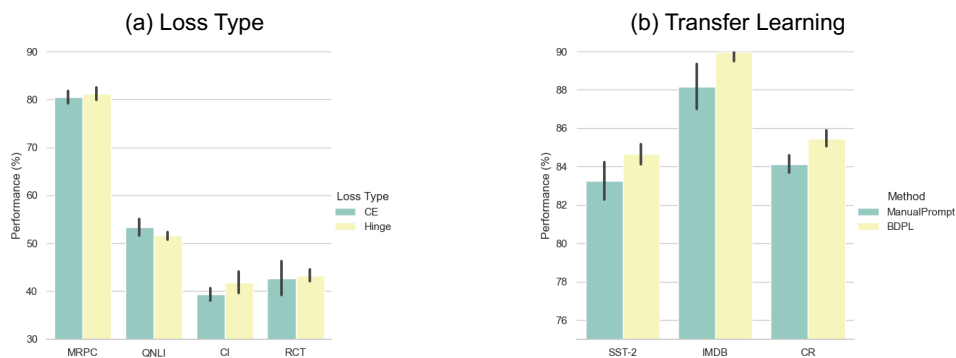 (a) Loss Type
90
80
70
60
50
40
30
Performance (%)
MRPC QNLI CI RCT
Loss Type
CE
Hinge
(b) Transfer Learning
90
88
86
84
82
80
78
76
Performance (%)
SST-2 IMDB CR
Method
ManualPrompt
BDPL